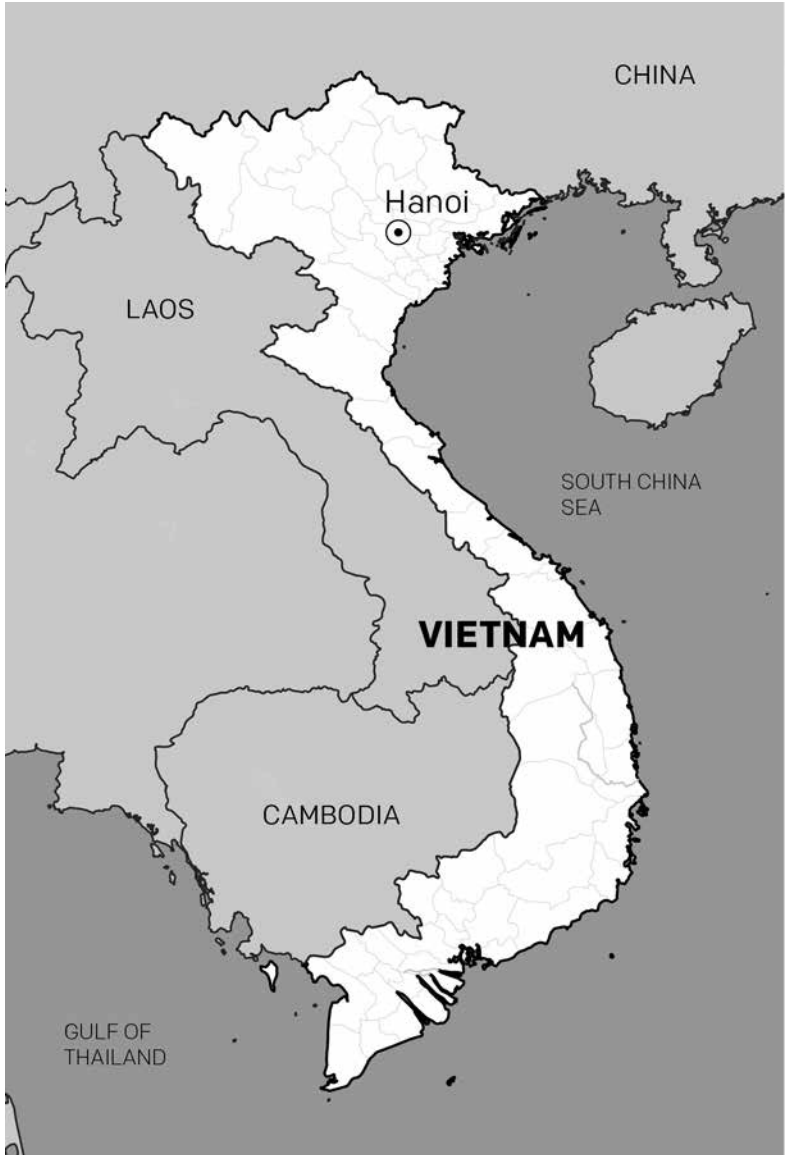 CHINA
Hanoi
LAOS
SOUTH CHINA
SEA
VIETNAM
CAMBODIA
GULF OF
THAILAND